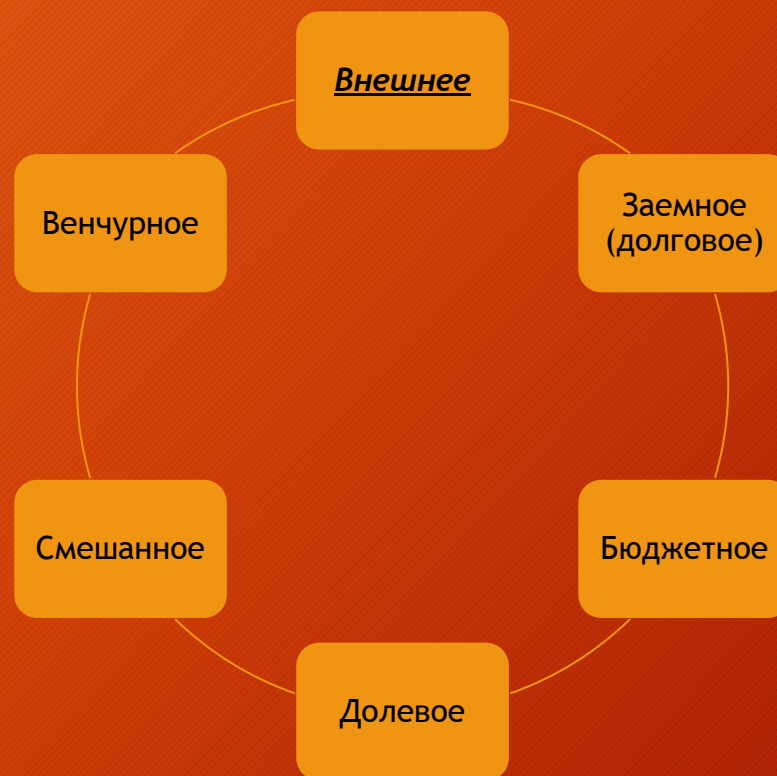 Внешнее
Заемное
(долговое)
Бюджетное
Долевое
Смешанное
Венчурное